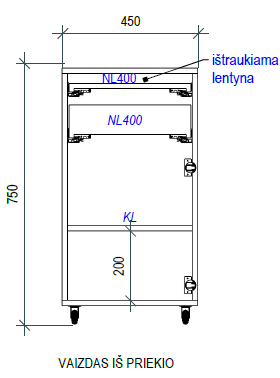 450
NL400
ištraukiama
lentyna
NL400
750
KL
200
VAIZDAS IŠ PRIEKIO